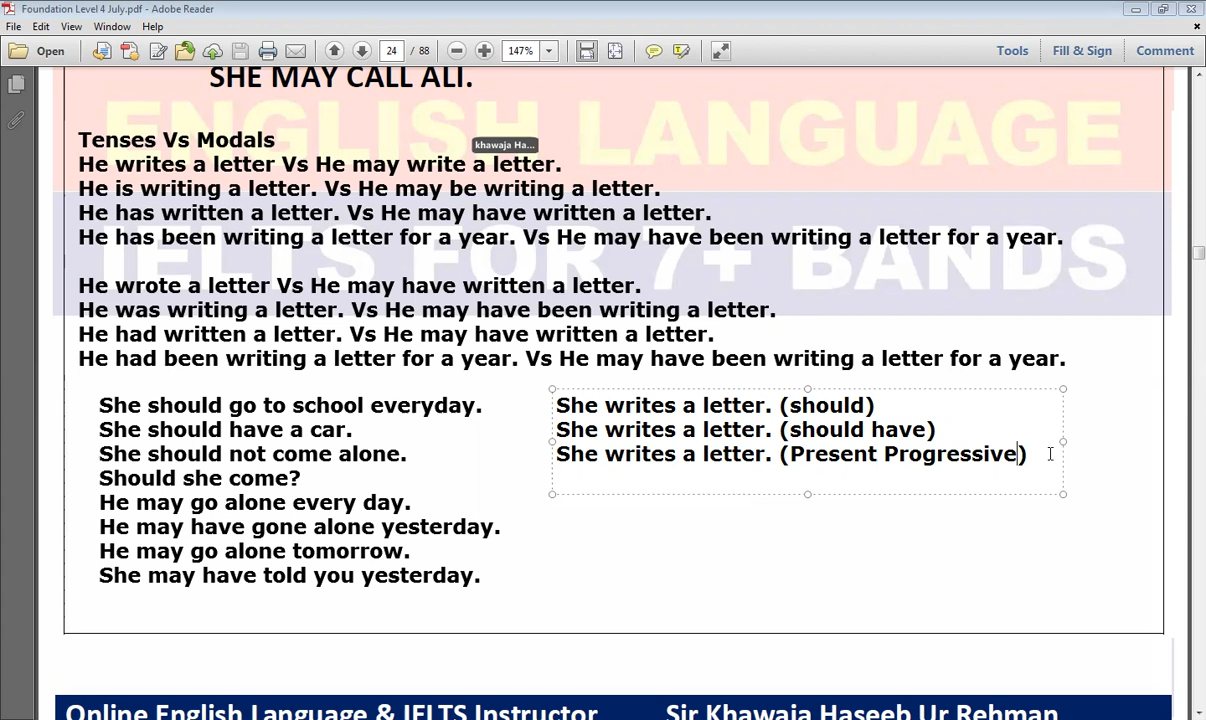 Foundation Level 4 July.pdf - Adobe Reader
File Edit View Window Help
Open 24 / 88 147% Tools Fill & Sign Comment
SHE MAY CALL ALI.
ENGLISH LANGUAGE
Tenses Vs Modals
khawaja Ha...
He writes a letter Vs He may write a letter.
He is writing a letter. Vs He may be writing a letter.
He has written a letter. Vs He may have written a letter.
He has been writing a letter for a year. Vs He may have been writing a letter for a year.
IELTS FOR 7+ BANDS
He wrote a letter Vs He may have written a letter.
He was writing a letter. Vs He may have been writing a letter.
He had written a letter. Vs He may have written a letter.
He had been writing a letter for a year. Vs He may have been writing a letter for a year.
She should go to school everyday.
She should have a car.
She should not come alone.
Should she come?
He may go alone every day.
He may have gone alone yesterday.
He may go alone tomorrow.
She may have told you yesterday.
She writes a letter. (should)
She writes a letter. (should have)
She writes a letter. (Present Progressive)
Online English Language & IELTS Instructor Sir Khawaja Haseeb Ur Rehman